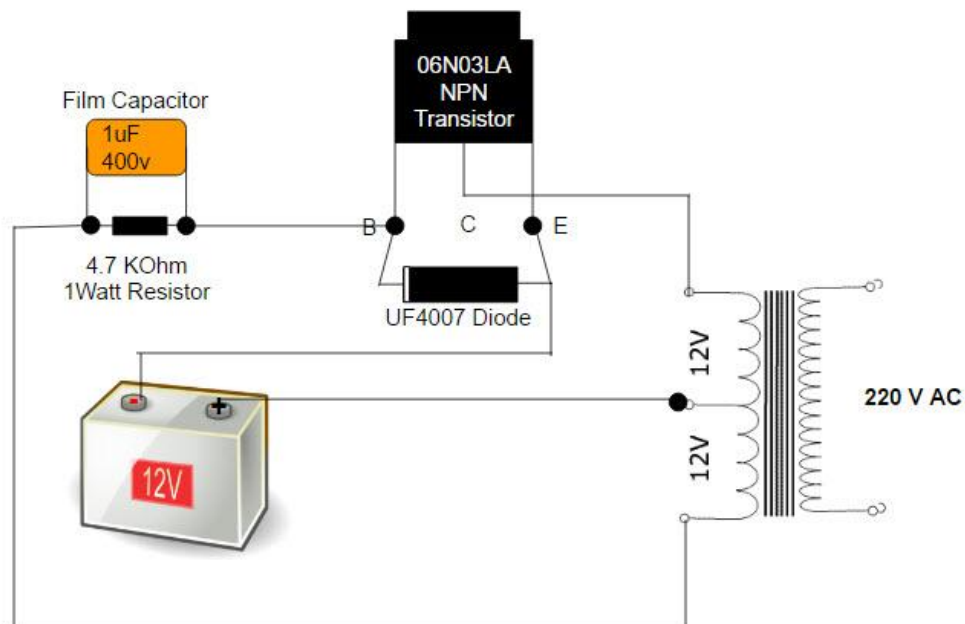 06N03LA
NPN
Transistor
Film Capacitor
1uF
400v
B
C
E
4.7 KOhm
1Watt Resistor
UF4007 Diode
12V
12V
220 V AC
-
+
12V